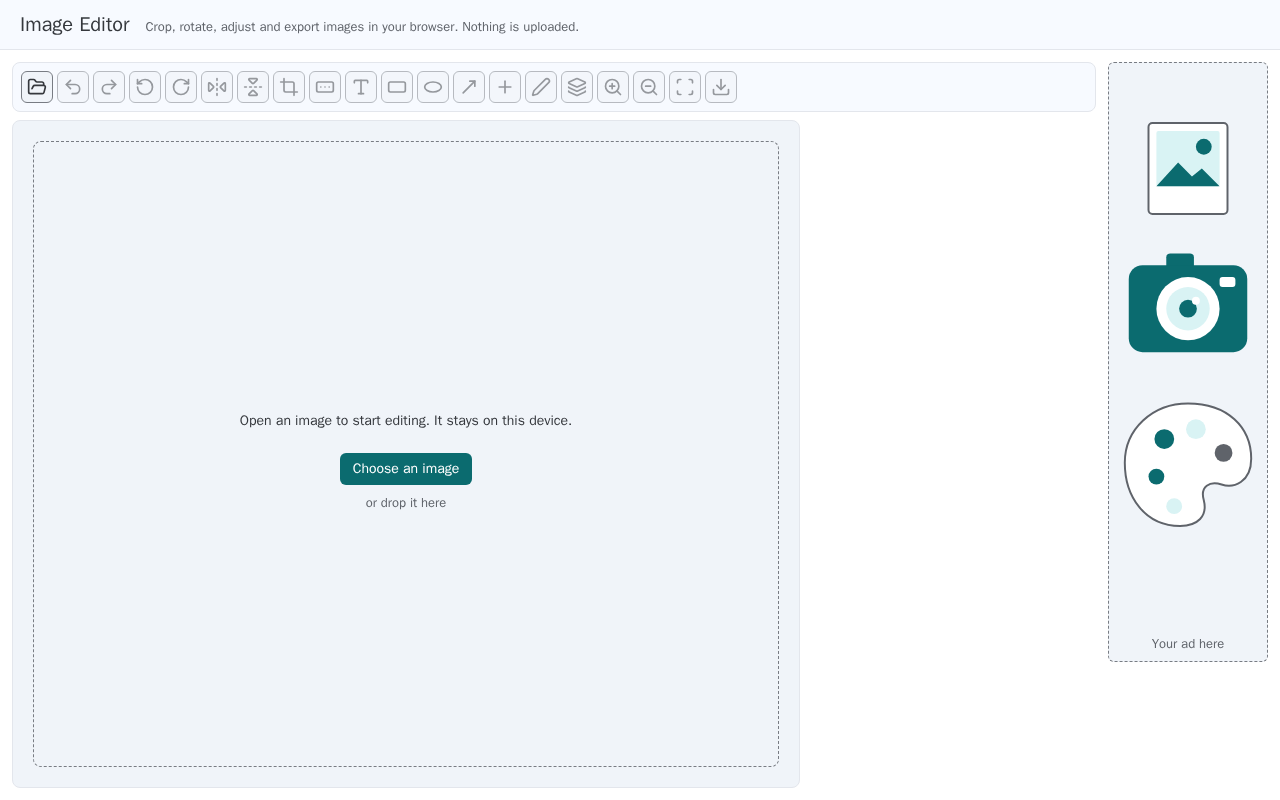 Image Editor
Crop, rotate, adjust and export images in your browser. Nothing is uploaded.
Open an image to start editing. It stays on this device.
Choose an image
or drop it here
Your ad here